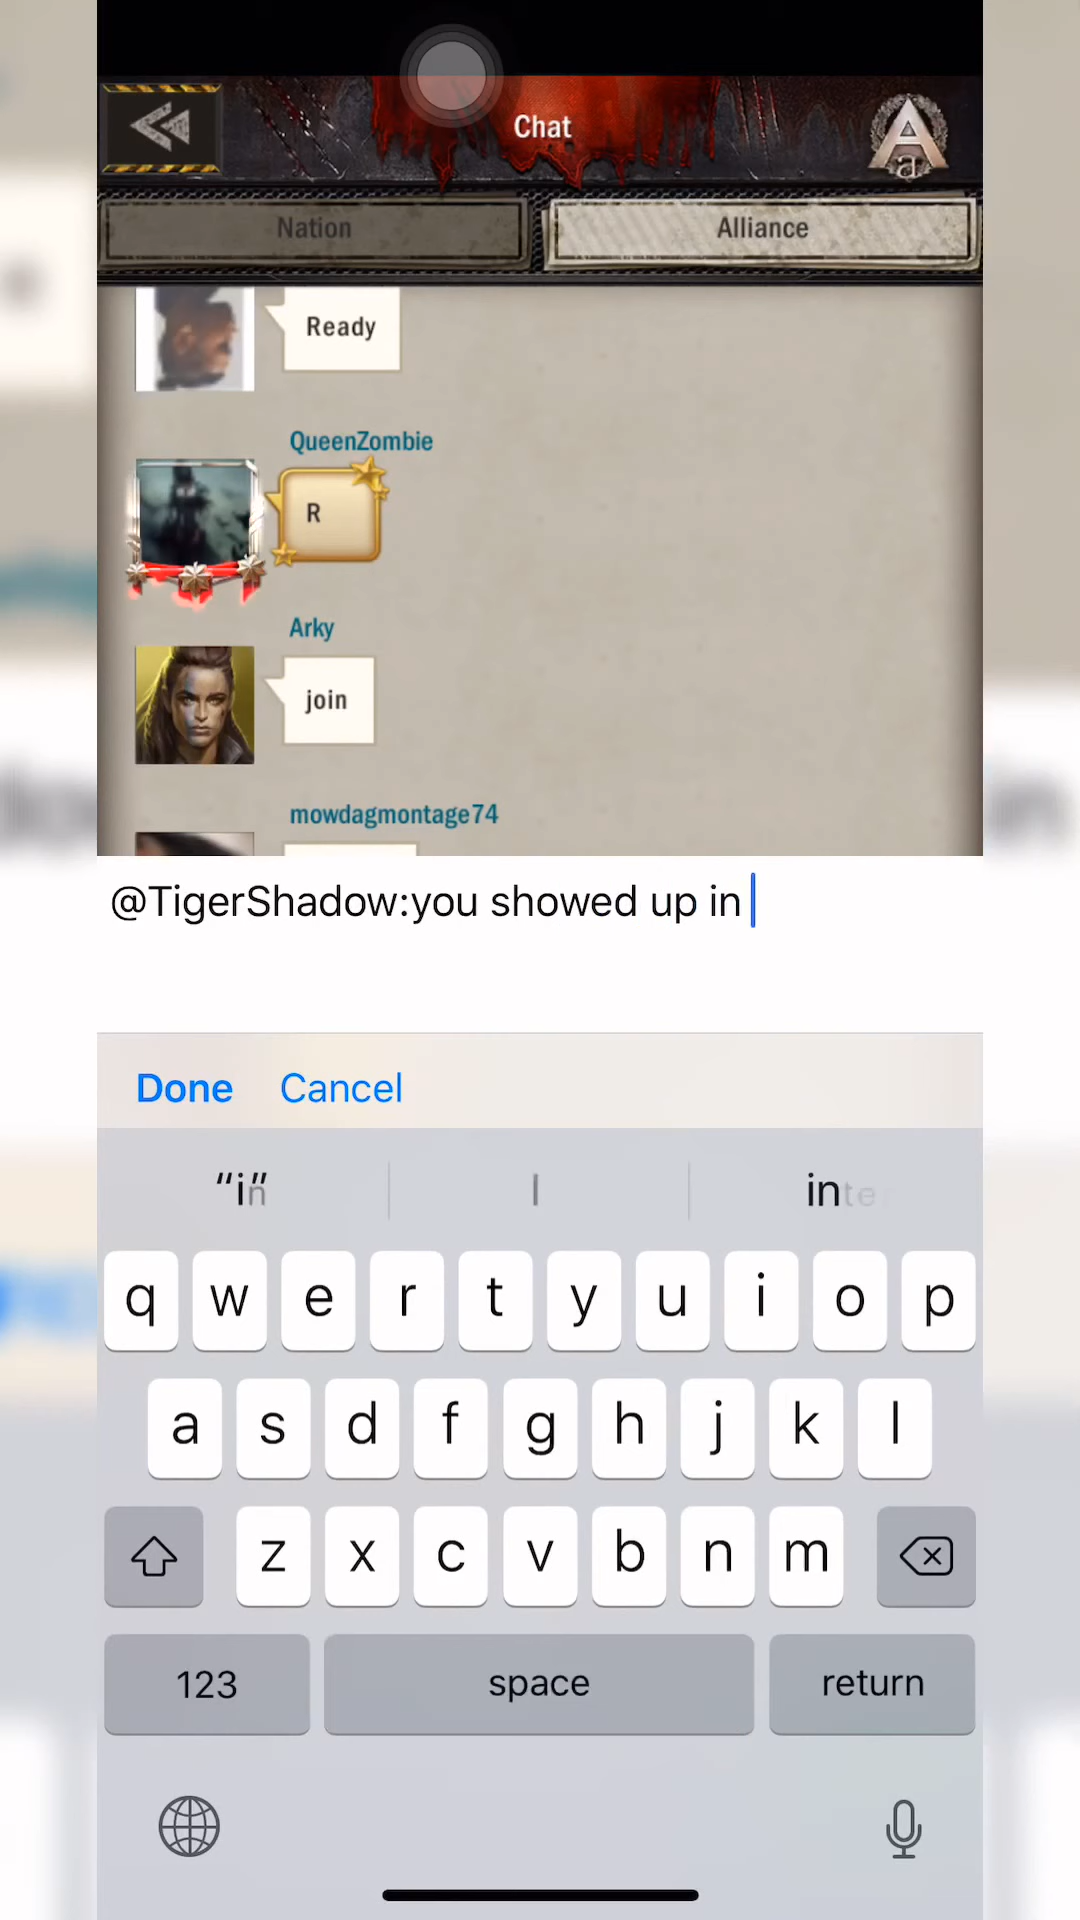 Chat
A
a
Nation
Alliance
Ready
QueenZombie
R
Arky
join
mowdagmontage74
@TigerShadow:you showed up in
Done Cancel
“in” I inter
q w e r t y u i o p
a s d f g h j k l
z x c v b n m
123 space return